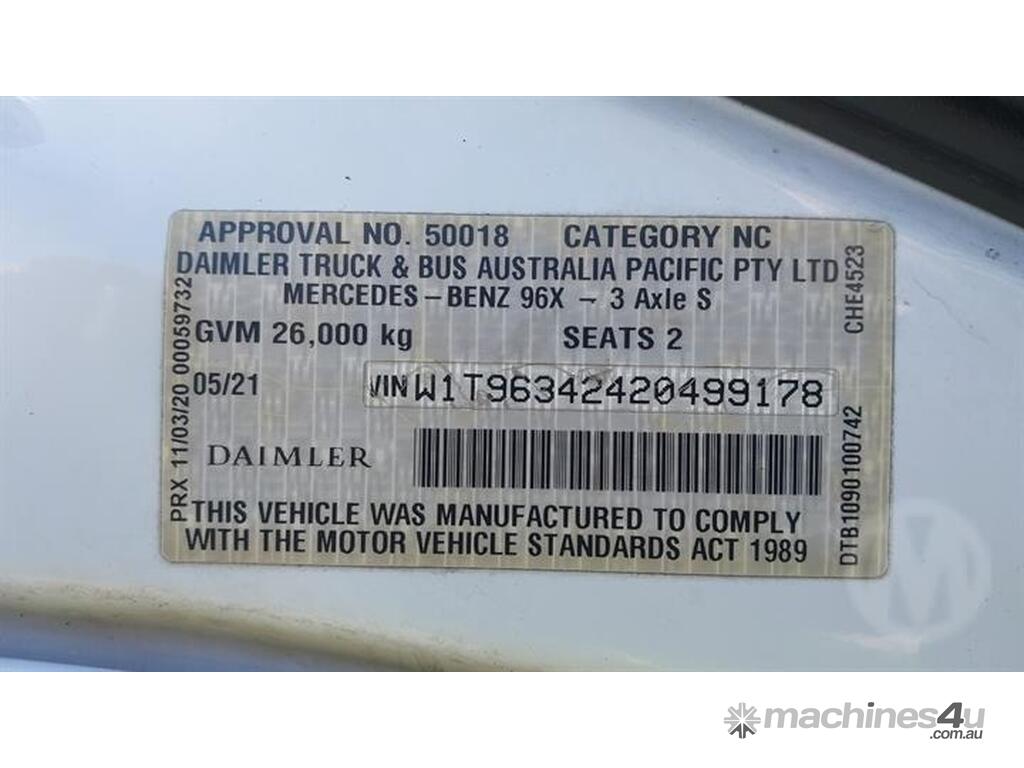 APPROVAL NO. 50018 CATEGORY NC
DAIMLER TRUCK & BUS AUSTRALIA PACIFIC PTY LTD
MERCEDES-BENZ 96X - 3 Axle S
GVM 26,000 kg SEATS 2
05/21 VIN W1T96342420499178
DAIMLER
THIS VEHICLE WAS MANUFACTURED TO COMPLY
WITH THE MOTOR VEHICLE STANDARDS ACT 1989
PRX 11/03/20 00059732
CHE4523
DTB1090100742
M
machines4u
.com.au